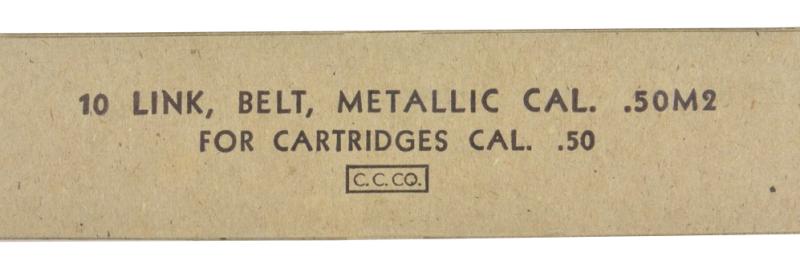 10 LINK, BELT, METALLIC CAL. .50M2
FOR CARTRIDGES CAL. .50
C.C.CO.